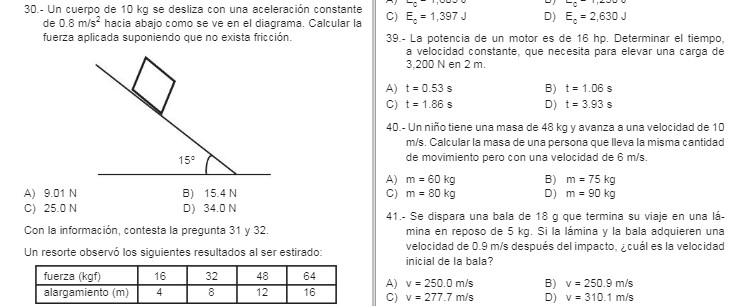 30.- Un cuerpo de 10 kg se desliza con una aceleración constante
de 0.8 m/s² hacia abajo como se ve en el diagrama. Calcular la
fuerza aplicada suponiendo que no exista fricción.
15°
A) 9.01 N B) 15.4 N
C) 25.0 N D) 34.0 N
Con la información, contesta la pregunta 31 y 32.
Un resorte observó los siguientes resultados al ser estirado:
fuerza (kgf) 16 32 48 64
alargamiento (m) 4 8 12 16
C) E꜀ = 1,397 J D) E꜀ = 2,630 J
39.- La potencia de un motor es de 16 hp. Determinar el tiempo,
a velocidad constante, que necesita para elevar una carga de
3,200 N en 2 m.
A) t = 0.53 s B) t = 1.06 s
C) t = 1.86 s D) t = 3.93 s
40.- Un niño tiene una masa de 48 kg y avanza a una velocidad de 10
m/s. Calcular la masa de una persona que lleva la misma cantidad
de movimiento pero con una velocidad de 6 m/s.
A) m = 60 kg B) m = 75 kg
C) m = 80 kg D) m = 90 kg
41.- Se dispara una bala de 18 g que termina su viaje en una lá-
mina en reposo de 5 kg. Si la lámina y la bala adquieren una
velocidad de 0.9 m/s después del impacto, ¿cuál es la velocidad
inicial de la bala?
A) v = 250.0 m/s B) v = 250.9 m/s
C) v = 277.7 m/s D) v = 310.1 m/s